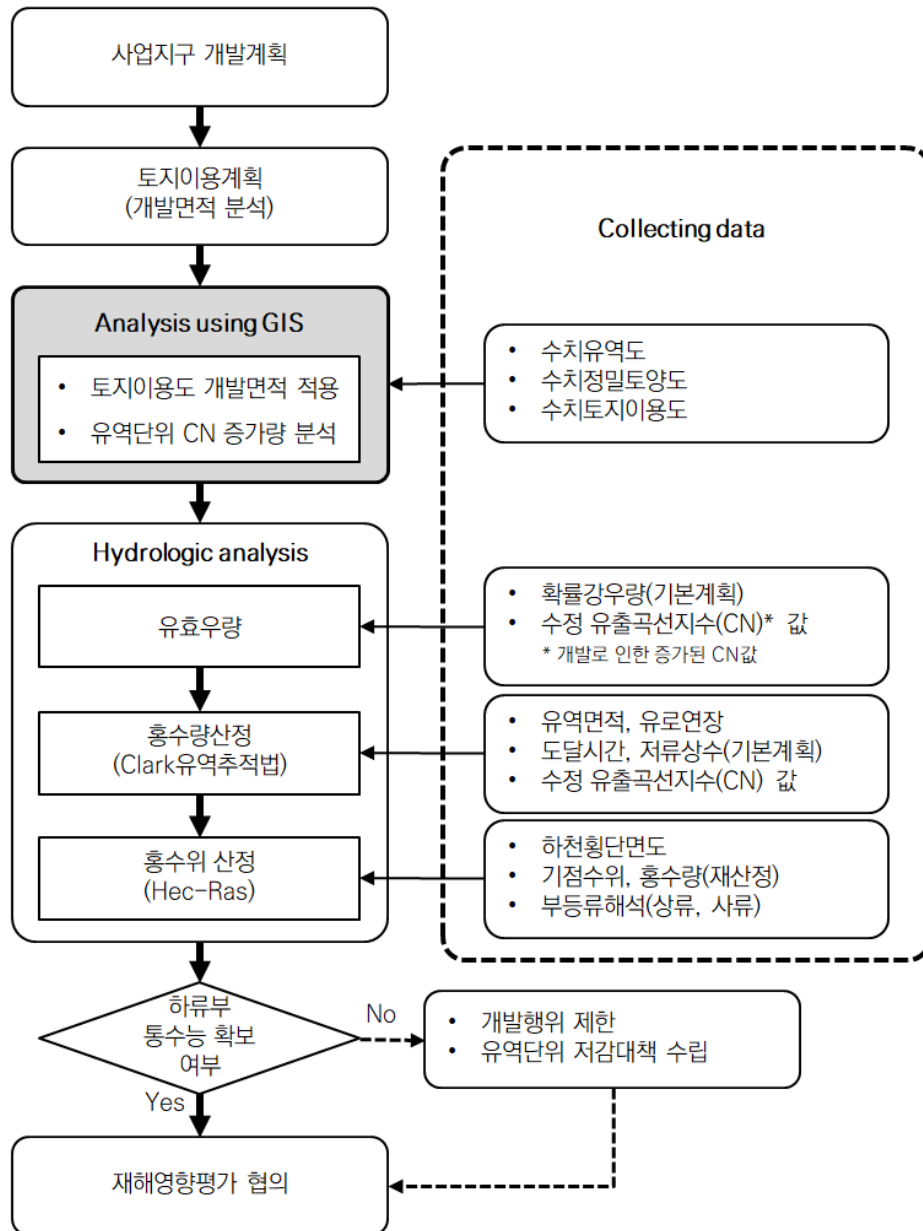 사업지구 개발계획
토지이용계획
(개발면적 분석)
Collecting data
Analysis using GIS
• 토지이용도 개발면적 적용
• 유역단위 CN 증가량 분석
• 수치유역도
• 수치정밀토양도
• 수치토지이용도
Hydrologic analysis
유효우량
• 확률강우량(기본계획)
• 수정 유출곡선지수(CN)* 값
* 개발로 인한 증가된 CN값
홍수량산정
(Clark유역추적법)
• 유역면적, 유로연장
• 도달시간, 저류상수(기본계획)
• 수정 유출곡선지수(CN) 값
홍수위 산정
(Hec-Ras)
• 하천횡단면도
• 기점수위, 홍수량(재산정)
• 부등류해석(상류, 사류)
하류부
통수능 확보
여부
No
• 개발행위 제한
• 유역단위 저감대책 수립
Yes
재해영향평가 협의